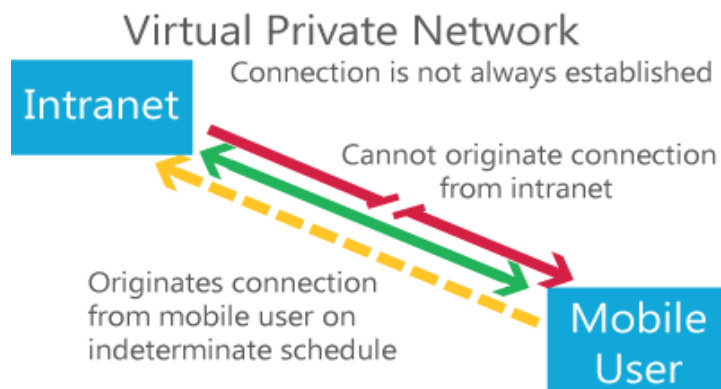 Virtual Private Network
Connection is not always established
Intranet
Cannot originate connection
from intranet
Originates connection
from mobile user on
indeterminate schedule
Mobile
User